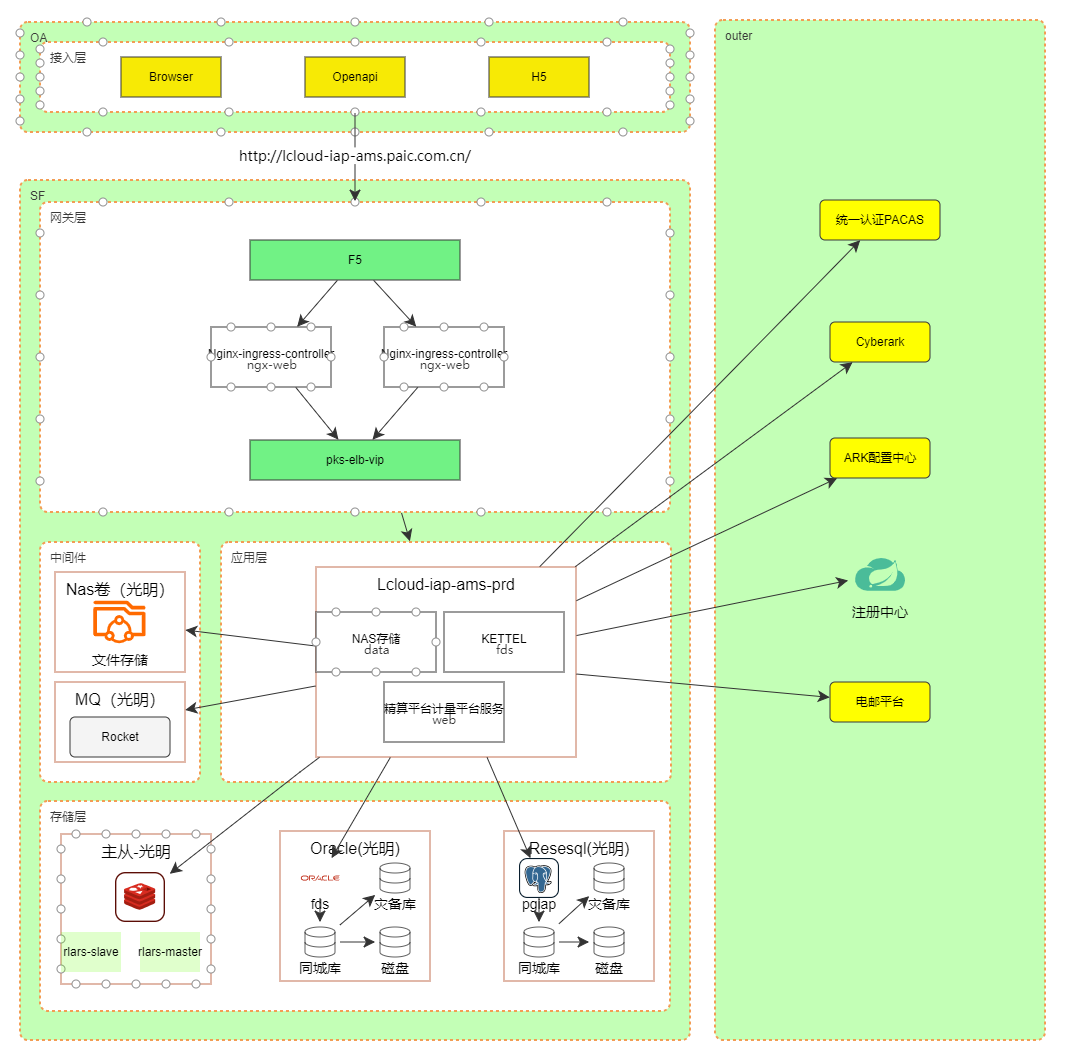 OA
接入层
Browser
Openapi
H5
http://lcloud-iap-ams.paic.com.cn/
SF
网关层
F5
Nginx-ingress-controller
ngx-web
Nginx-ingress-controller
ngx-web
pks-elb-vip
中间件
Nas卷（光明）
文件存储
MQ（光明）
Rocket
应用层
Lcloud-iap-ams-prd
NAS存储
data
KETTEL
fds
精算平台计量平台服务
web
存储层
主从-光明
rlars-slave
rlars-master
Oracle(光明)
ORACLE
fds
灾备库
同城库
磁盘
Resesql(光明)
pglap
灾备库
同城库
磁盘
outer
统一认证PACAS
Cyberark
ARK配置中心
注册中心
电邮平台